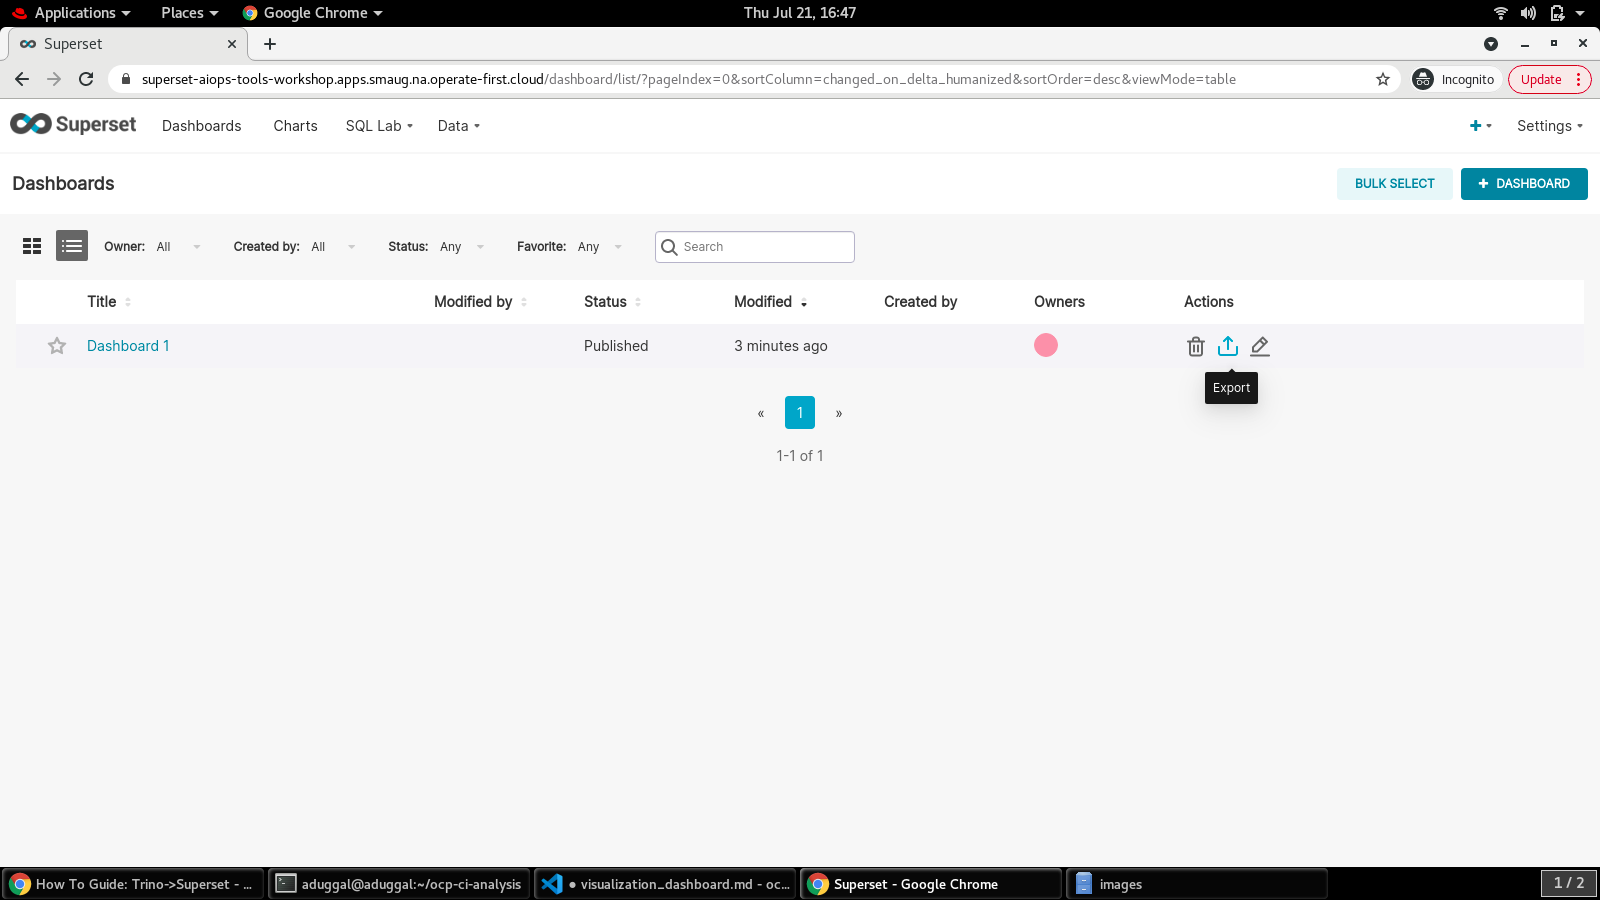 Applications Places Google Chrome Thu Jul 21, 16:47
Superset
superset-aiops-tools-workshop.apps.smaug.na.operate-first.cloud/dashboard/list/?pageIndex=0&sortColumn=changed_on_delta_humanized&sortOrder=desc&viewMode=table Incognito Update
Superset Dashboards Charts SQL Lab Data + Settings
Dashboards BULK SELECT + DASHBOARD
Owner: All Created by: All Status: Any Favorite: Any Search
Title Modified by Status Modified Created by Owners Actions
Dashboard 1 Published 3 minutes ago
Export
« 1 »
1-1 of 1
How To Guide: Trino->Superset - ... aduggal@aduggal:~/ocp-ci-analysis ● visualization_dashboard.md - oc... Superset - Google Chrome images 1 / 2